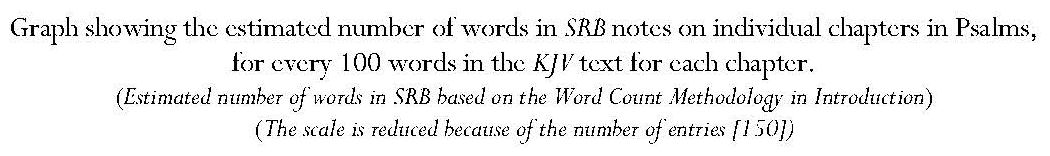 Graph showing the estimated number of words in SRB notes on individual chapters in Psalms,
for every 100 words in the KJV text for each chapter.
(Estimated number of words in SRB based on the Word Count Methodology in Introduction)
(The scale is reduced because of the number of entries [150])